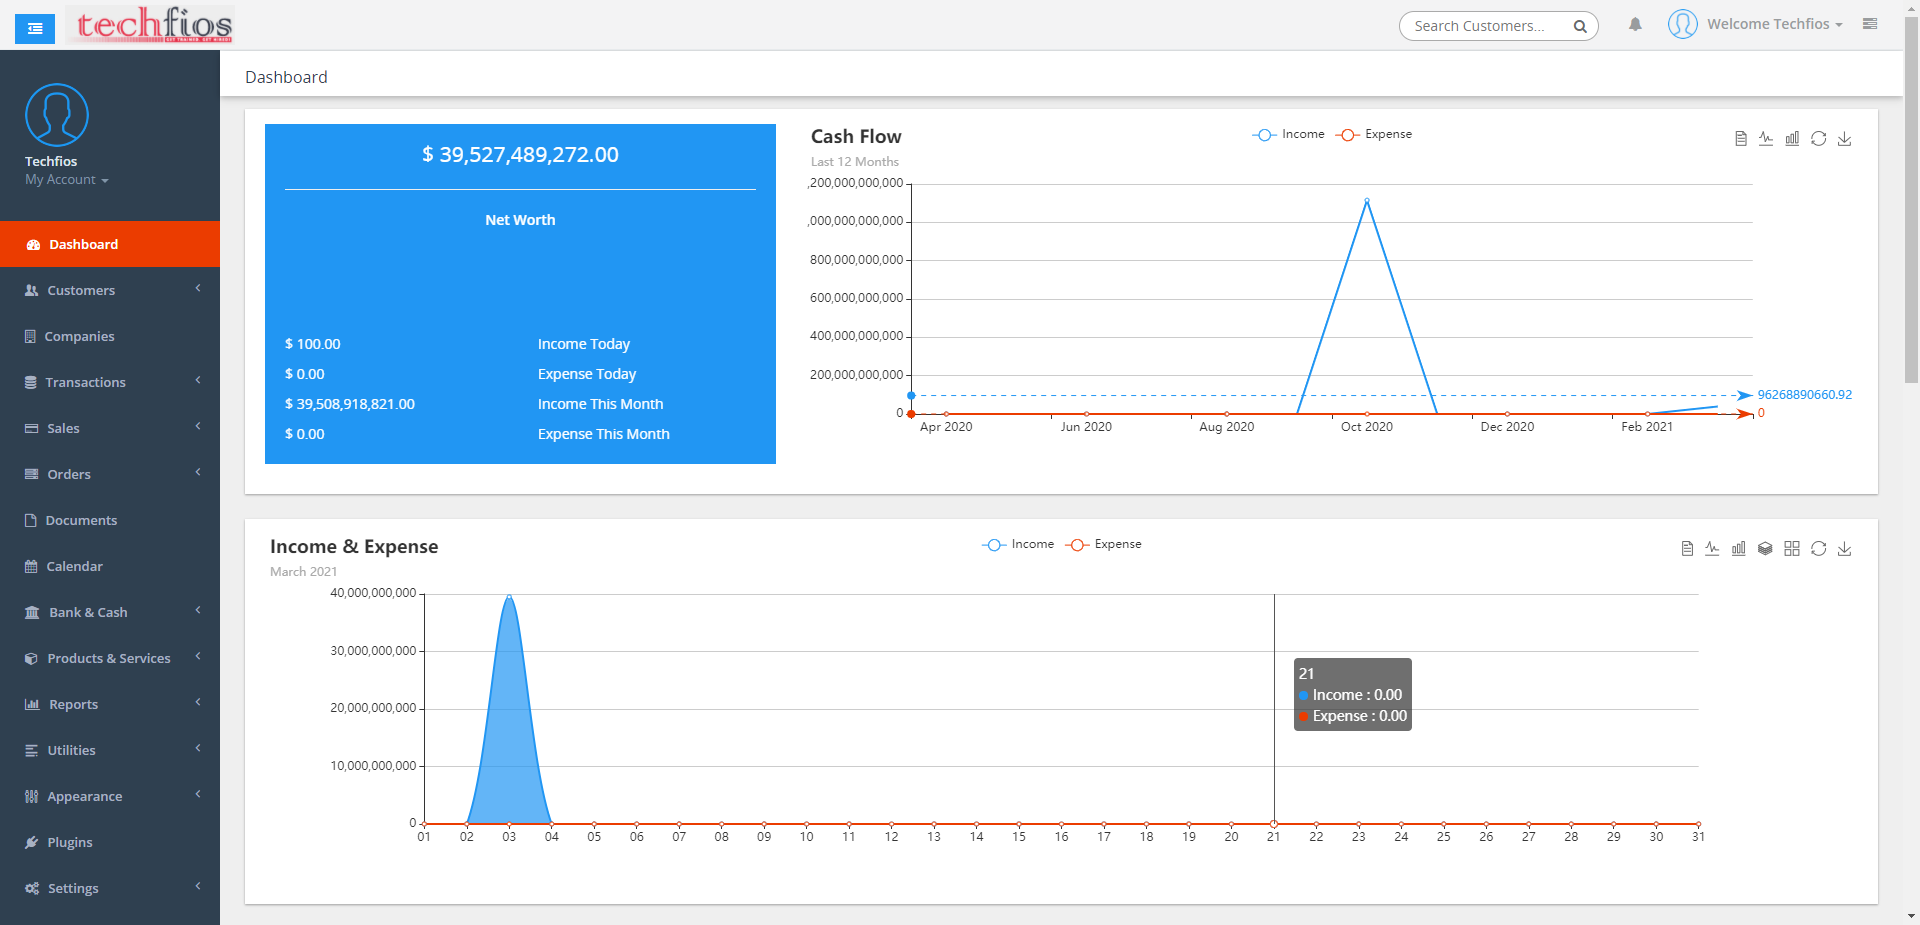 techfios
GET TRAINED. GET HIRED!
Search Customers...
Welcome Techfios
Techfios
My Account
Dashboard
Customers
Companies
Transactions
Sales
Orders
Documents
Calendar
Bank & Cash
Products & Services
Reports
Utilities
Appearance
Plugins
Settings
Dashboard
$ 39,527,489,272.00
Net Worth
$ 100.00 Income Today
$ 0.00 Expense Today
$ 39,508,918,821.00 Income This Month
$ 0.00 Expense This Month
Cash Flow
Last 12 Months
Income Expense
,200,000,000,000
,000,000,000,000
800,000,000,000
600,000,000,000
400,000,000,000
200,000,000,000
0
96268890660.92
0
Apr 2020 Jun 2020 Aug 2020 Oct 2020 Dec 2020 Feb 2021
Income & Expense
March 2021
Income Expense
40,000,000,000
30,000,000,000
20,000,000,000
10,000,000,000
0
21
Income : 0.00
Expense : 0.00
01 02 03 04 05 06 07 08 09 10 11 12 13 14 15 16 17 18 19 20 21 22 23 24 25 26 27 28 29 30 31